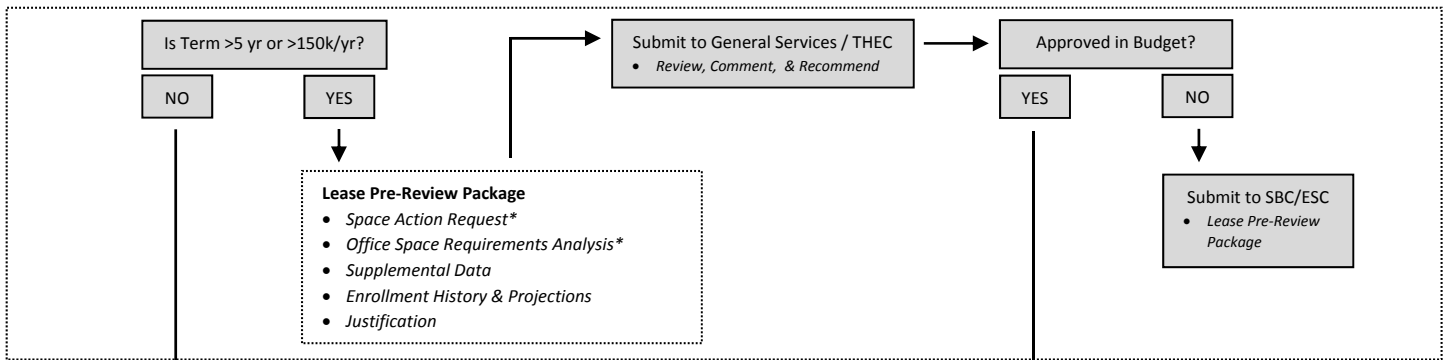 Is Term >5 yr or >150k/yr?
NO
YES
Lease Pre-Review Package
• Space Action Request*
• Office Space Requirements Analysis*
• Supplemental Data
• Enrollment History & Projections
• Justification
Submit to General Services / THEC
• Review, Comment, & Recommend
Approved in Budget?
YES
NO
Submit to SBC/ESC
• Lease Pre-Review
Package